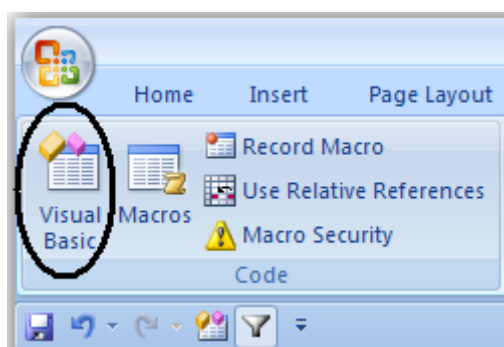 Home Insert Page Layout
Record Macro
Use Relative References
Visual Basic
Macros
Macro Security
Code